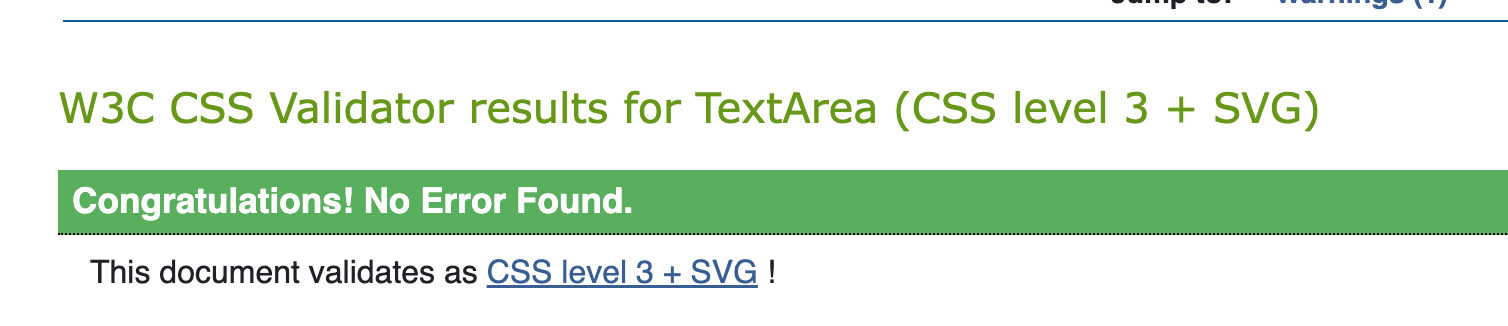 Jump to: Warnings (1)
W3C CSS Validator results for TextArea (CSS level 3 + SVG)
Congratulations! No Error Found.
This document validates as CSS level 3 + SVG !